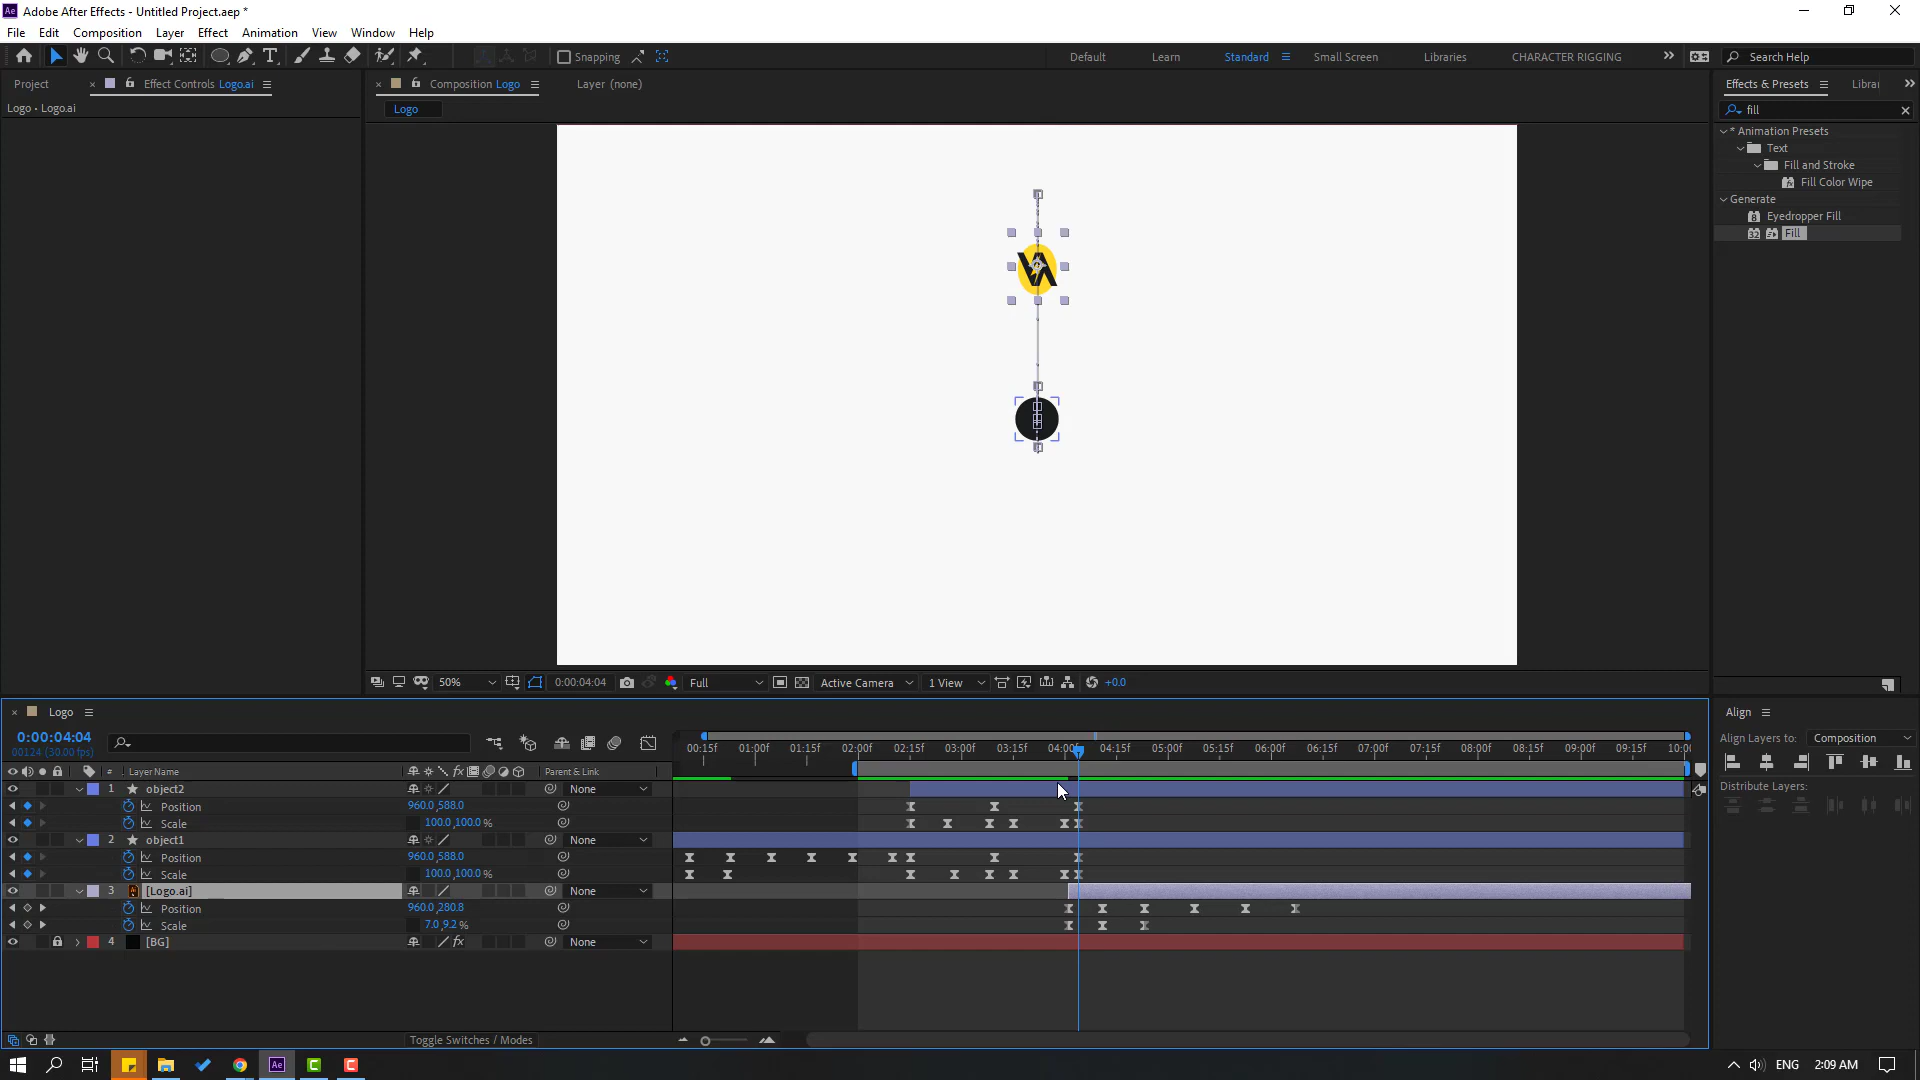 Adobe After Effects - Untitled Project.aep *
File Edit Composition Layer Effect Animation View Window Help
Snapping Default Learn Standard Small Screen Libraries CHARACTER RIGGING Search Help
Project Effect Controls Logo.ai Composition Logo Layer (none) Effects & Presets Librar
Logo • Logo.ai Logo fill
* Animation Presets
Text
Fill and Stroke
Fill Color Wipe
Generate
Eyedropper Fill
Fill
50% 0:00:04:04 Full Active Camera 1 View +0.0
Logo Align
0:00:04:04
00124 (30.00 fps)
Align Layers to: Composition
00:15f 01:00f 01:15f 02:00f 02:15f 03:00f 03:15f 04:00f 04:15f 05:00f 05:15f 06:00f 06:15f 07:00f 07:15f 08:00f 08:15f 09:00f 09:15f 10:00
# Layer Name Parent & Link
Distribute Layers:
1 object2 None
Position 960.0,588.0
Scale 100.0,100.0 %
2 object1 None
Position 960.0,588.0
Scale 100.0,100.0 %
3 [Logo.ai] None
Position 960.0,280.8
Scale 7.0,9.2 %
4 [BG] None
Toggle Switches / Modes
Ae ENG 2:09 AM